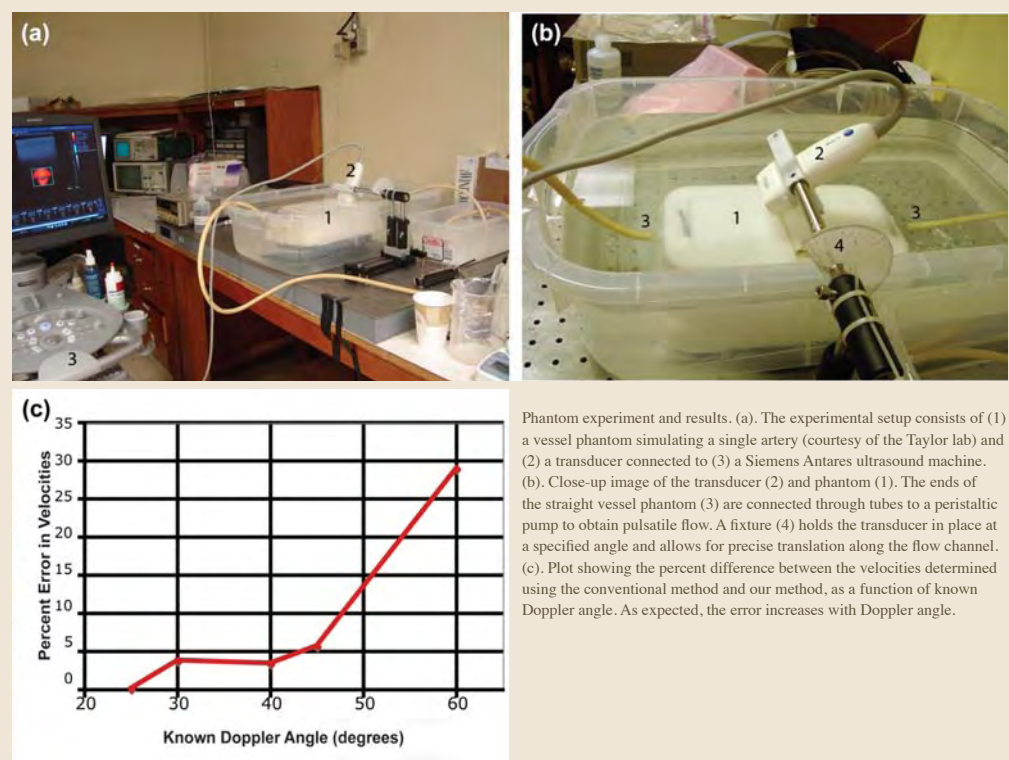 (a)
2
1
3
(b)
2
3
1
3
4
(c)
35
30
25
20
15
10
5
0
Percent Error in Velocities
20 30 40 50 60
Known Doppler Angle (degrees)
Phantom experiment and results. (a). The experimental setup consists of (1)
a vessel phantom simulating a single artery (courtesy of the Taylor lab) and
(2) a transducer connected to (3) a Siemens Antares ultrasound machine.
(b). Close-up image of the transducer (2) and phantom (1). The ends of
the straight vessel phantom (3) are connected through tubes to a peristaltic
pump to obtain pulsatile flow. A fixture (4) holds the transducer in place at
a specified angle and allows for precise translation along the flow channel.
(c). Plot showing the percent difference between the velocities determined
using the conventional method and our method, as a function of known
Doppler angle. As expected, the error increases with Doppler angle.